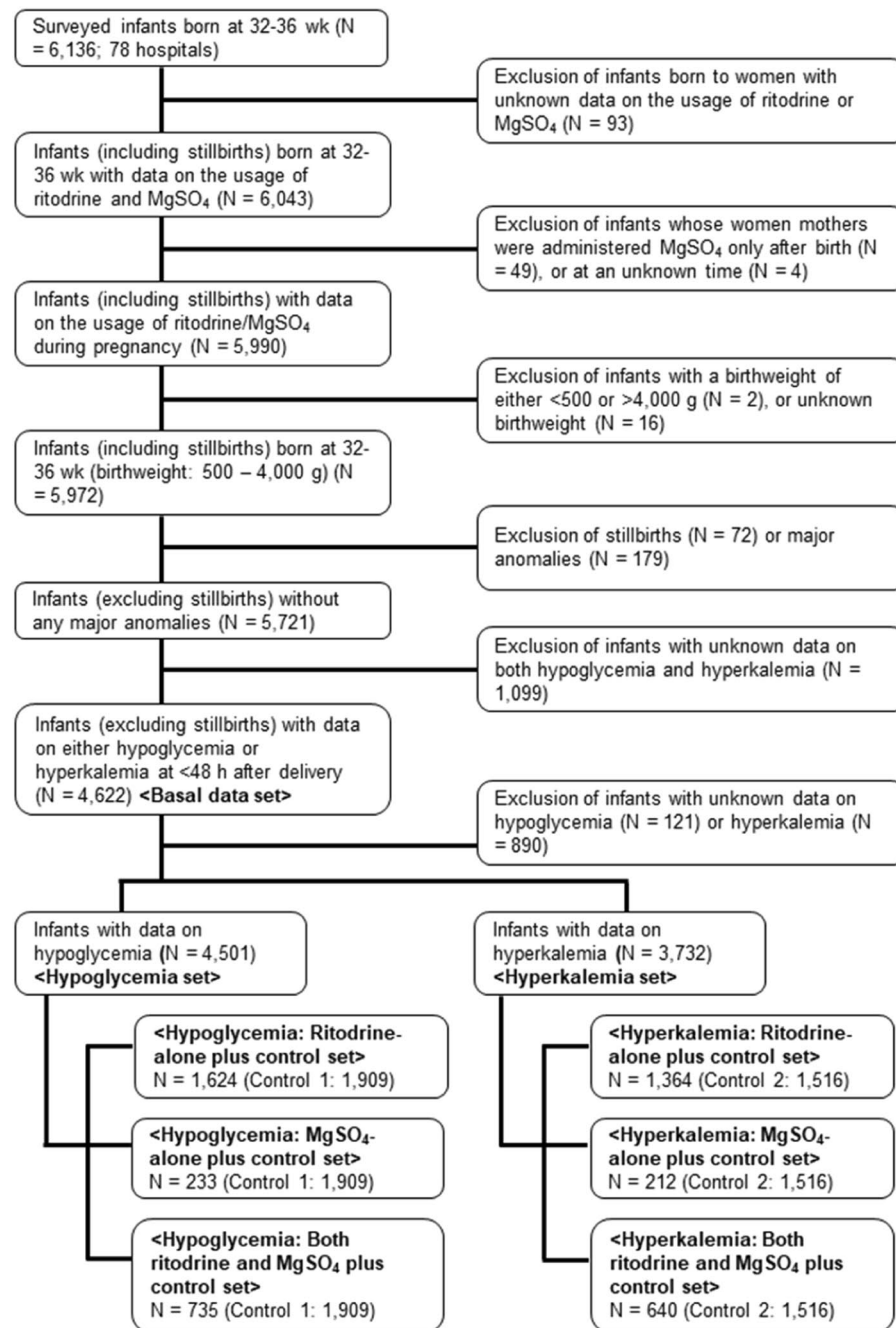 Surveyed infants born at 32-36 wk (N
= 6,136; 78 hospitals)
Exclusion of infants born to women with
unknown data on the usage of ritodrine or
MgSO₄ (N = 93)
Infants (including stillbirths) born at 32-
36 wk with data on the usage of
ritodrine and MgSO₄ (N = 6,043)
Exclusion of infants whose women mothers
were administered MgSO₄ only after birth (N
= 49), or at an unknown time (N = 4)
Infants (including stillbirths) with data
on the usage of ritodrine/MgSO₄
during pregnancy (N = 5,990)
Exclusion of infants with a birthweight of
either <500 or >4,000 g (N = 2), or unknown
birthweight (N = 16)
Infants (including stillbirths) born at 32-
36 wk (birthweight: 500 – 4,000 g) (N
= 5,972)
Exclusion of stillbirths (N = 72) or major
anomalies (N = 179)
Infants (excluding stillbirths) without
any major anomalies (N = 5,721)
Exclusion of infants with unknown data on
both hypoglycemia and hyperkalemia (N =
1,099)
Infants (excluding stillbirths) with data
on either hypoglycemia or
hyperkalemia at <48 h after delivery
(N = 4,622) <Basal data set>
Exclusion of infants with unknown data on
hypoglycemia (N = 121) or hyperkalemia (N
= 890)
Infants with data on
hypoglycemia (N = 4,501)
<Hypoglycemia set>
Infants with data on
hyperkalemia (N = 3,732)
<Hyperkalemia set>
<Hypoglycemia: Ritodrine-
alone plus control set>
N = 1,624 (Control 1: 1,909)
<Hyperkalemia: Ritodrine-
alone plus control set>
N = 1,364 (Control 2: 1,516)
<Hypoglycemia: MgSO₄-
alone plus control set>
N = 233 (Control 1: 1,909)
<Hyperkalemia: MgSO₄-
alone plus control set>
N = 212 (Control 2: 1,516)
<Hypoglycemia: Both
ritodrine and MgSO₄ plus
control set>
N = 735 (Control 1: 1,909)
<Hyperkalemia: Both
ritodrine and MgSO₄ plus
control set>
N = 640 (Control 2: 1,516)